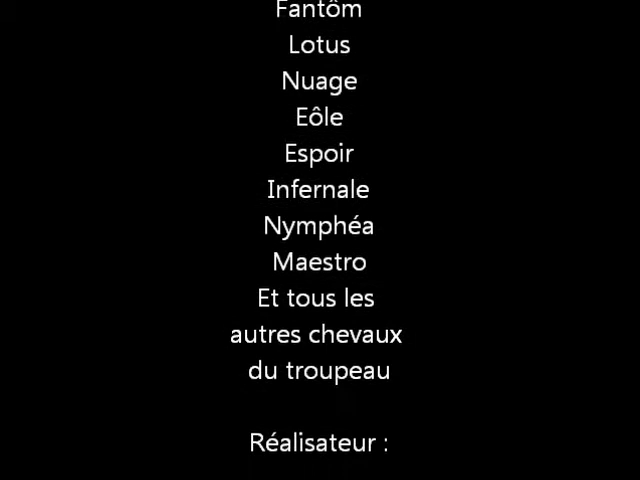 Fantôm
Lotus
Nuage
Eôle
Espoir
Infernale
Nymphéa
Maestro
Et tous les
autres chevaux
du troupeau
Réalisateur :